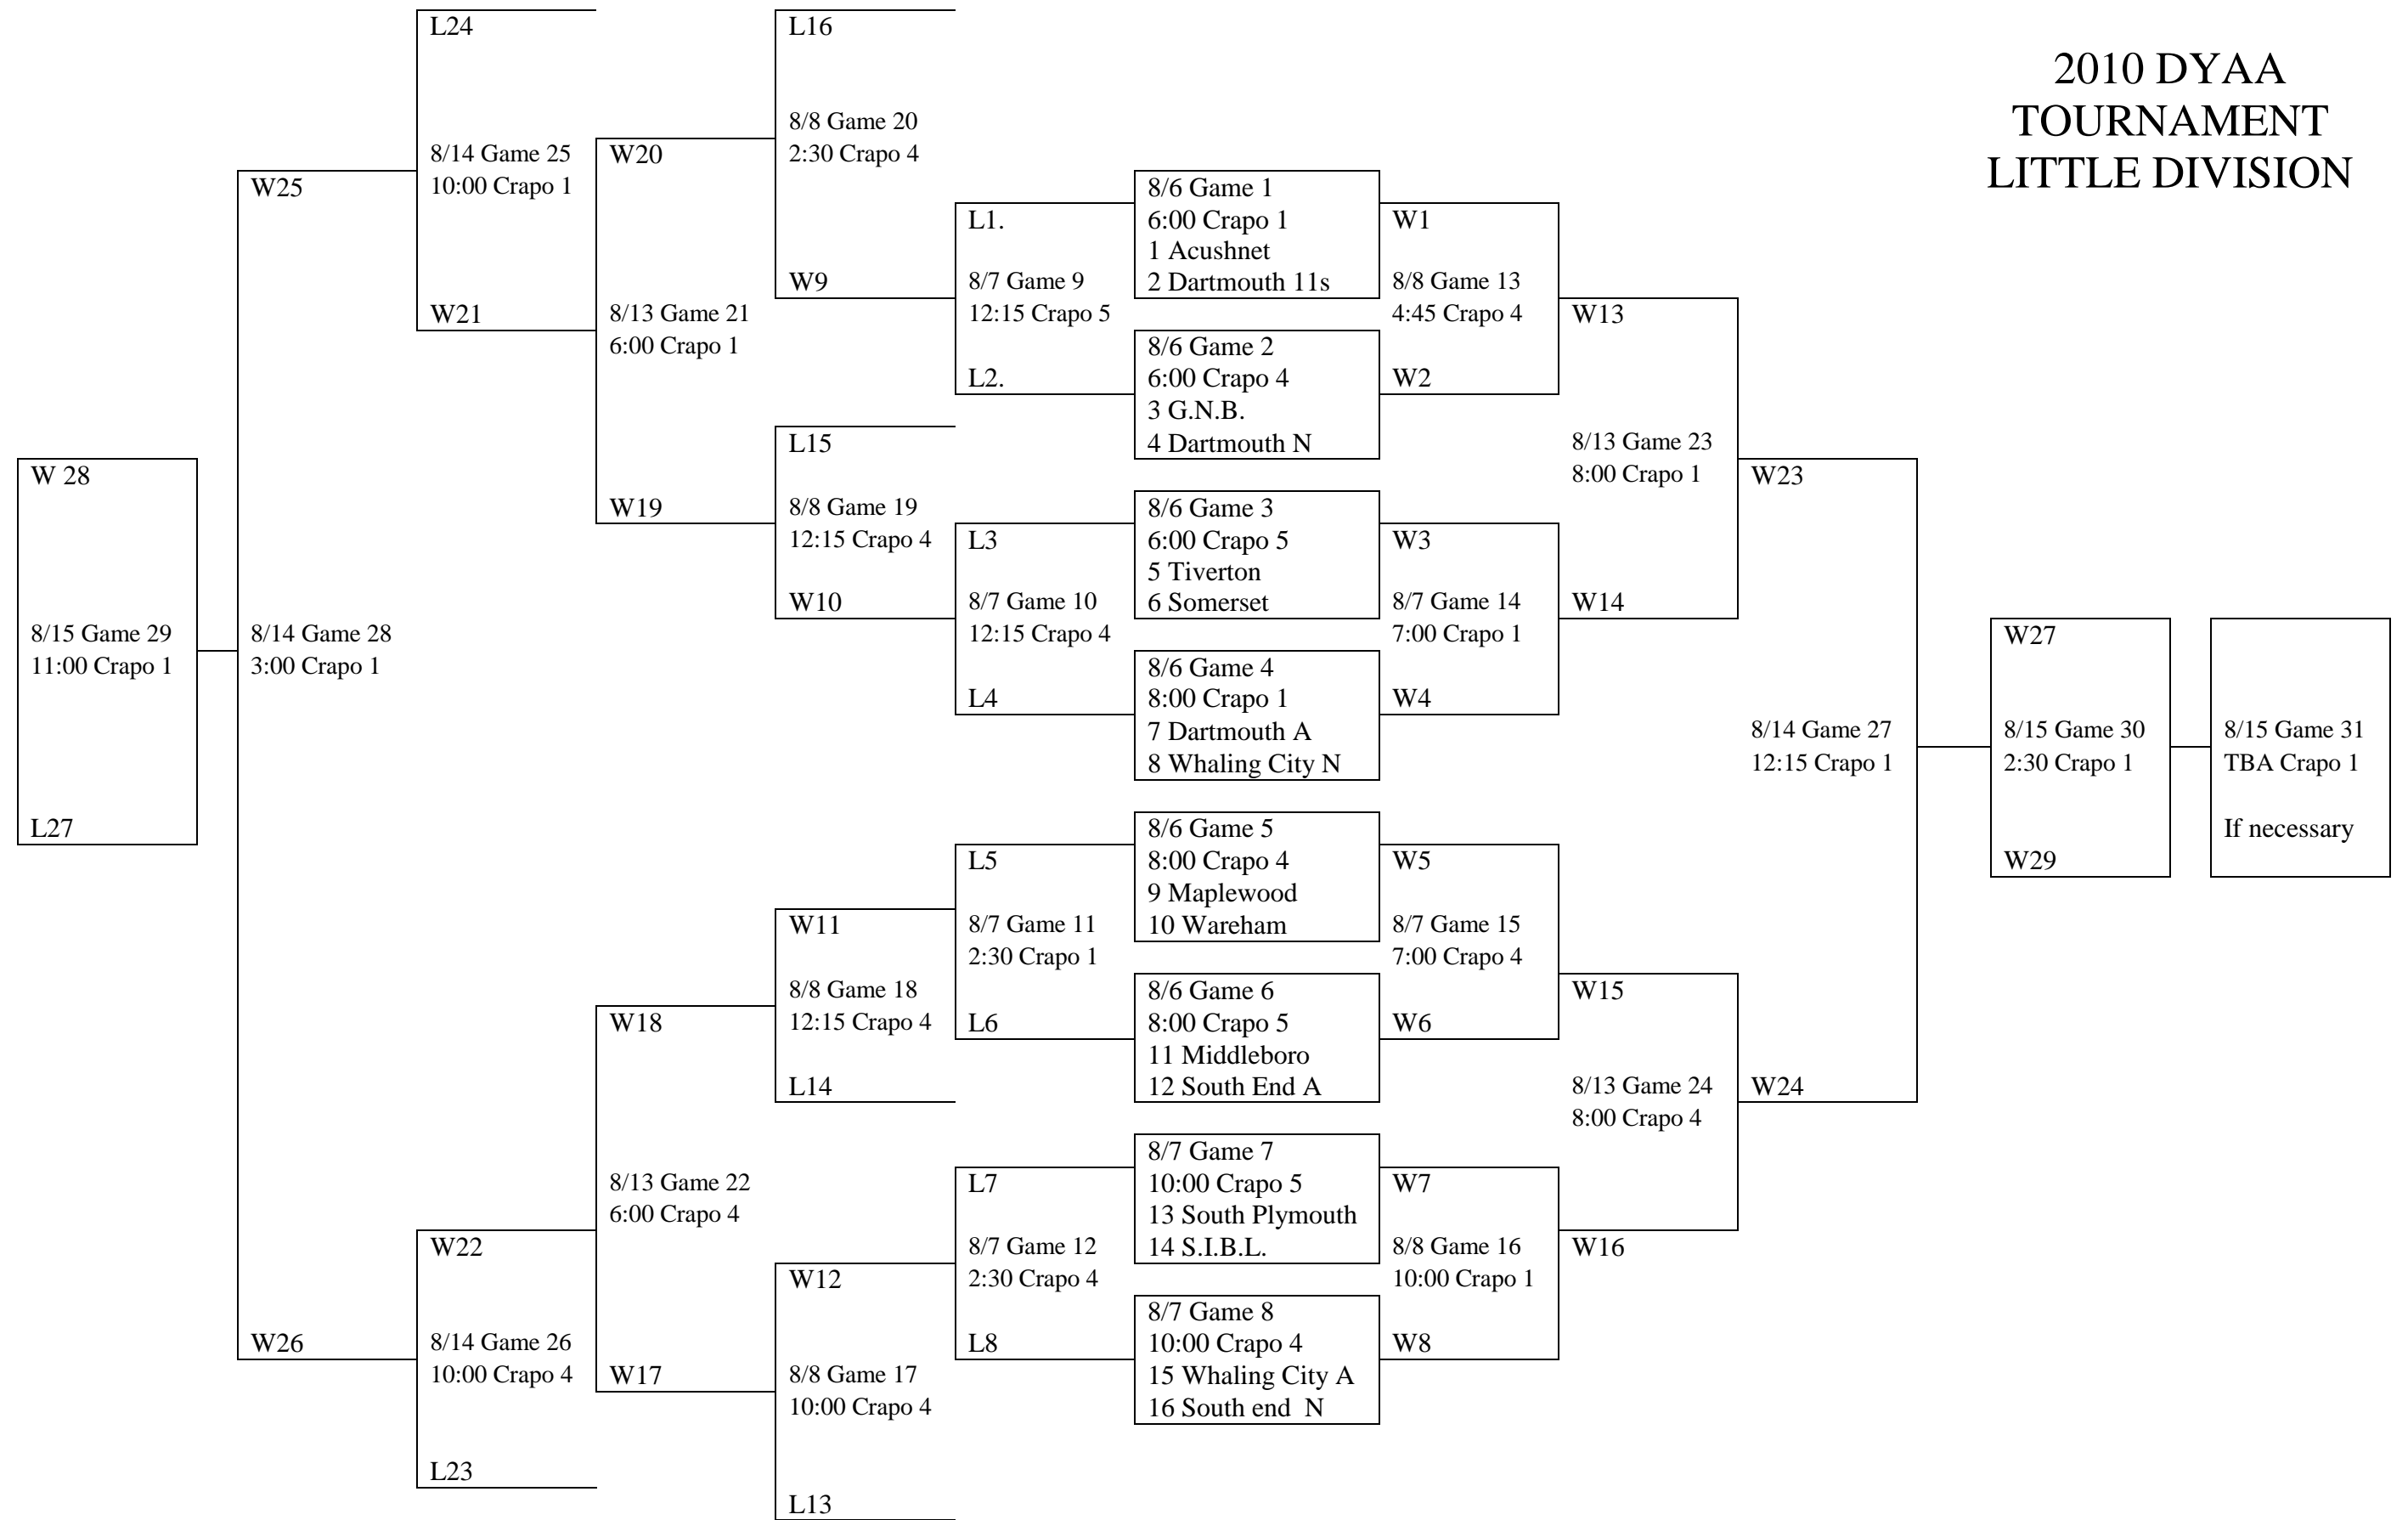 2010 DYAA
TOURNAMENT
LITTLE DIVISION
W 28
8/15 Game 29
11:00 Crapo 1
L27
W25
8/14 Game 28
3:00 Crapo 1
W26
L24
8/14 Game 25
10:00 Crapo 1
W21
W22
8/14 Game 26
10:00 Crapo 4
L23
W20
8/13 Game 21
6:00 Crapo 1
W19
W18
8/13 Game 22
6:00 Crapo 4
W17
L16
8/8 Game 20
2:30 Crapo 4
W9
L15
8/8 Game 19
12:15 Crapo 4
W10
W11
8/8 Game 18
12:15 Crapo 4
L14
W12
8/8 Game 17
10:00 Crapo 4
L13
L1.
8/7 Game 9
12:15 Crapo 5
L2.
L3
8/7 Game 10
12:15 Crapo 4
L4
L5
8/7 Game 11
2:30 Crapo 1
L6
L7
8/7 Game 12
2:30 Crapo 4
L8
8/6 Game 1
6:00 Crapo 1
1 Acushnet
2 Dartmouth 11s
8/6 Game 2
6:00 Crapo 4
3 G.N.B.
4 Dartmouth N
8/6 Game 3
6:00 Crapo 5
5 Tiverton
6 Somerset
8/6 Game 4
8:00 Crapo 1
7 Dartmouth A
8 Whaling City N
8/6 Game 5
8:00 Crapo 4
9 Maplewood
10 Wareham
8/6 Game 6
8:00 Crapo 5
11 Middleboro
12 South End A
8/7 Game 7
10:00 Crapo 5
13 South Plymouth
14 S.I.B.L.
8/7 Game 8
10:00 Crapo 4
15 Whaling City A
16 South end  N
W1
8/8 Game 13
4:45 Crapo 4
W2
W3
8/7 Game 14
7:00 Crapo 1
W4
W5
8/7 Game 15
7:00 Crapo 4
W6
W7
8/8 Game 16
10:00 Crapo 1
W8
W13
8/13 Game 23
8:00 Crapo 1
W14
W15
8/13 Game 24
8:00 Crapo 4
W16
W23
8/14 Game 27
12:15 Crapo 1
W24
W27
8/15 Game 30
2:30 Crapo 1
W29
8/15 Game 31
TBA Crapo 1
If necessary